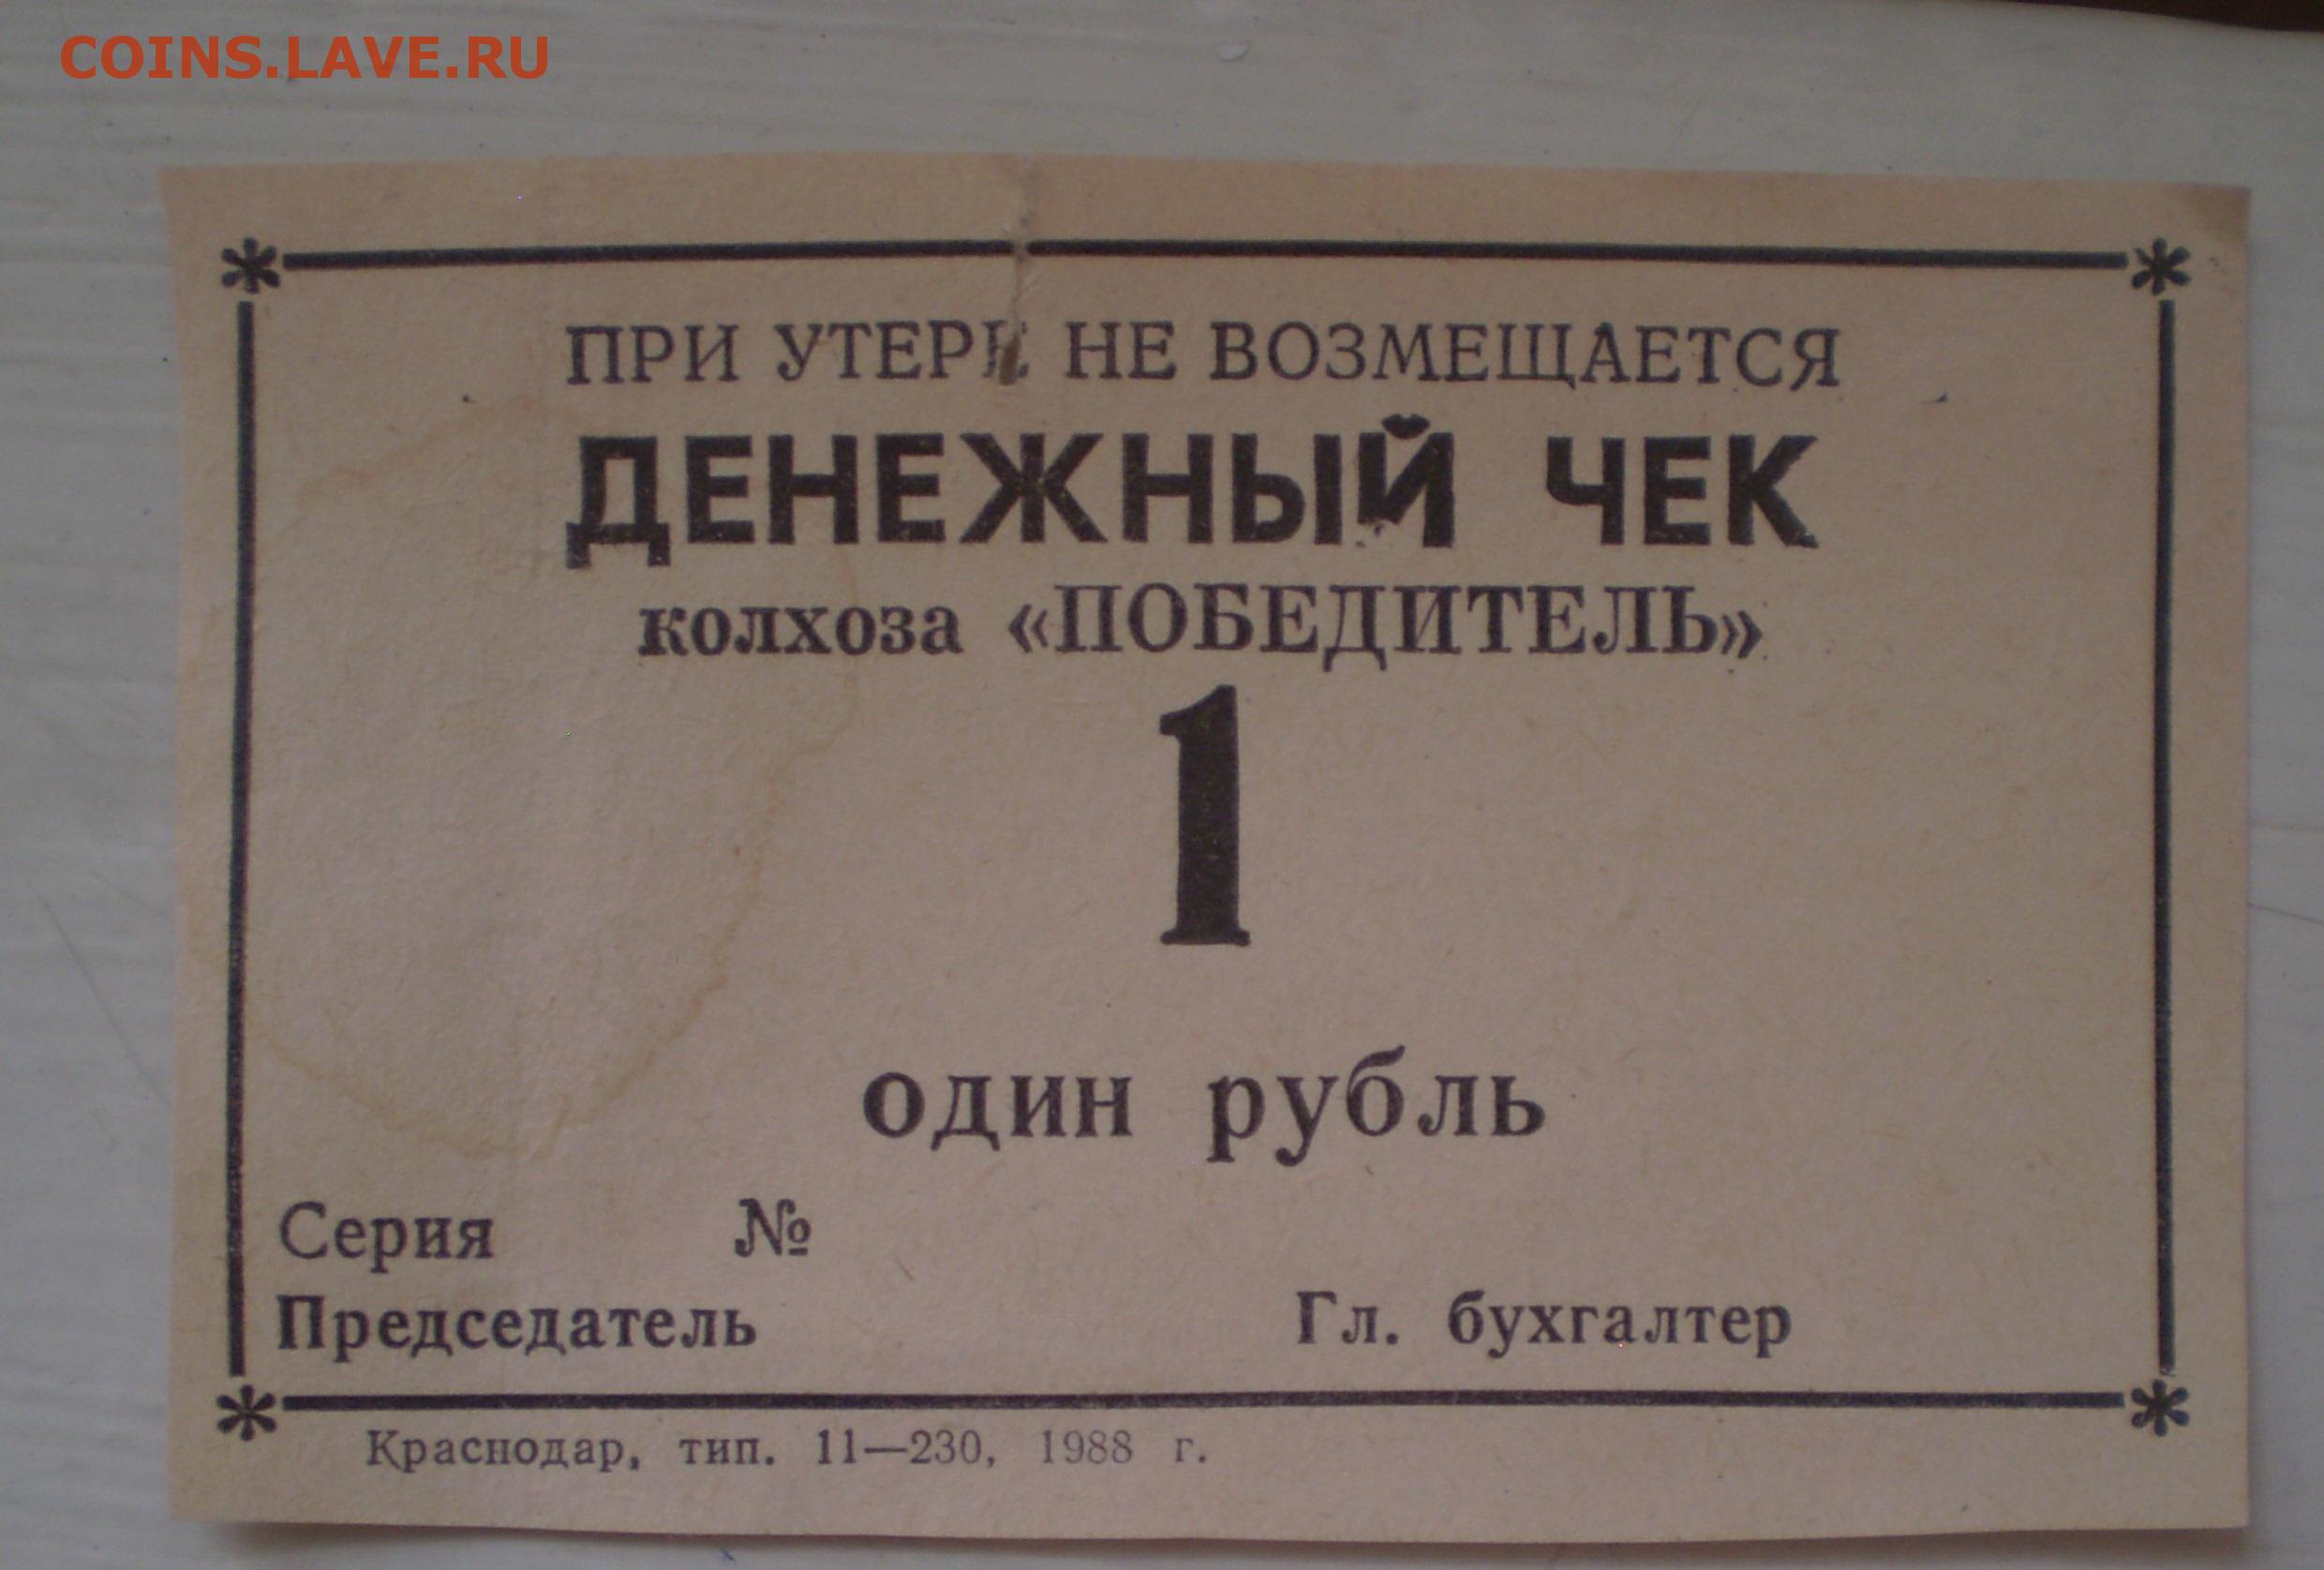 COINS.LAVE.RU
ПРИ УТЕРЕ НЕ ВОЗМЕЩАЕТСЯ
ДЕНЕЖНЫЙ ЧЕК
колхоза «ПОБЕДИТЕЛЬ»
1
один рубль
Серия №
Председатель Гл. бухгалтер
Краснодар, тип. 11—230, 1988 г.